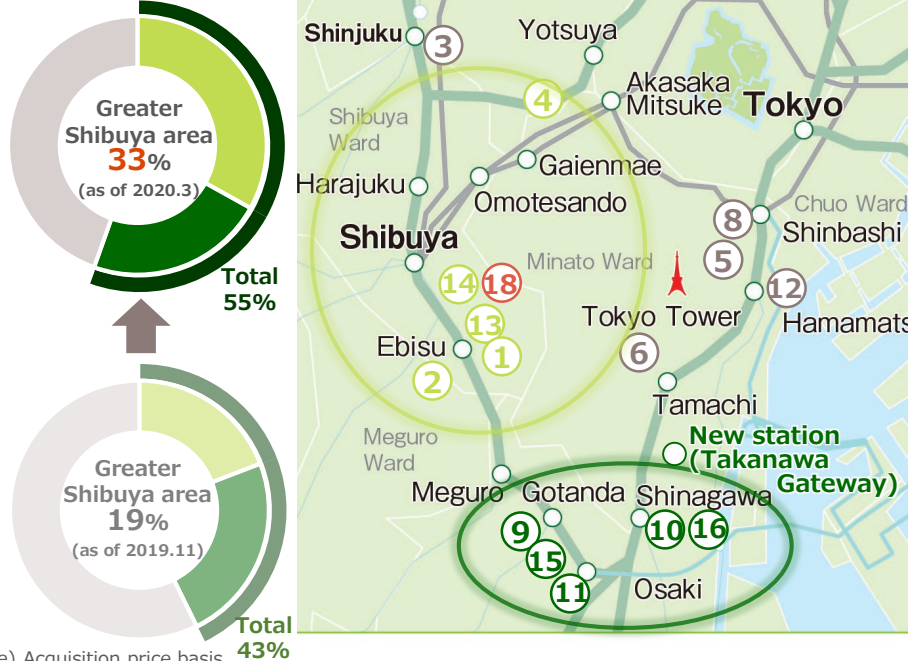 Greater
Shibuya area
33%
(as of 2020.3)
Total
55%
Greater
Shibuya area
19%
(as of 2019.11)
Total
43%
e) Acquisition price basis
Shinjuku
3
Yotsuya
4
Akasaka
Mitsuke
Tokyo
Shibuya
Ward
Gaienmae
Harajuku
Omotesando
Chuo Ward
8
Shinbashi
Shibuya
Minato Ward
5
14
18
12
13
Tokyo Tower
Hamamats
Ebisu
1
6
2
Tamachi
Meguro
Ward
New station
(Takanawa
Gateway)
Meguro
Gotanda
Shinagawa
9
10
16
15
11
Osaki